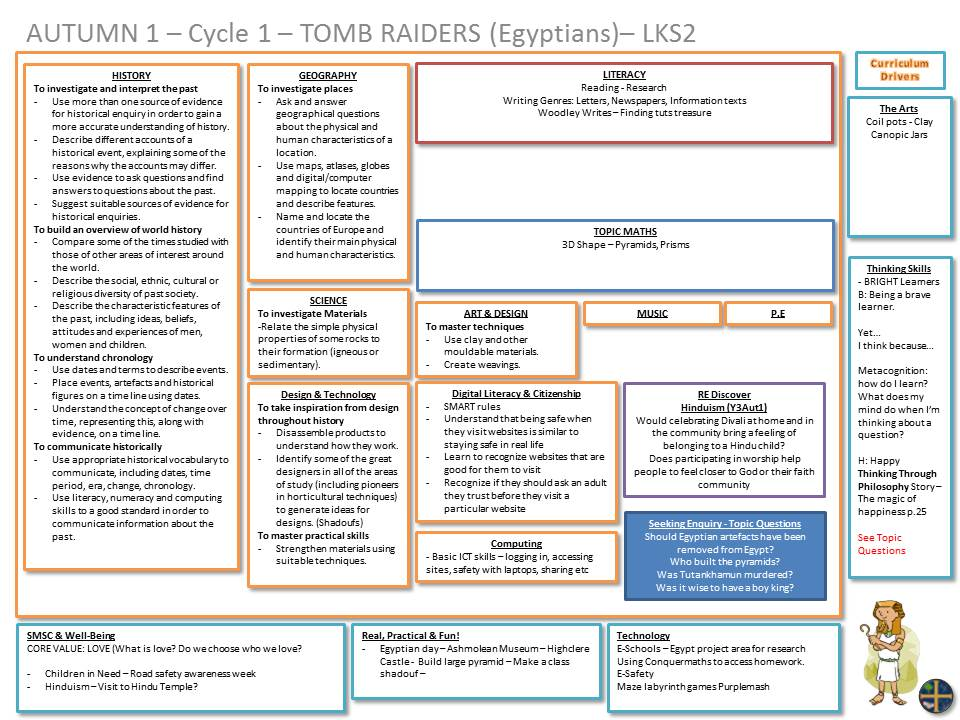 AUTUMN 1 – Cycle 1 – TOMB RAIDERS (Egyptians)– LKS2
HISTORY
To investigate and interpret the past
- Use more than one source of evidence
for historical enquiry in order to gain a
more accurate understanding of history.
- Describe different accounts of a
historical event, explaining some of the
reasons why the accounts may differ.
- Use evidence to ask questions and find
answers to questions about the past.
- Suggest suitable sources of evidence for
historical enquiries.
To build an overview of world history
- Compare some of the times studied with
those of other areas of interest around
the world.
- Describe the social, ethnic, cultural or
religious diversity of past society.
- Describe the characteristic features of
the past, including ideas, beliefs,
attitudes and experiences of men,
women and children.
To understand chronology
- Use dates and terms to describe events.
- Place events, artefacts and historical
figures on a time line using dates.
- Understand the concept of change over
time, representing this, along with
evidence, on a time line.
To communicate historically
- Use appropriate historical vocabulary to
communicate, including dates, time
period, era, change, chronology.
- Use literacy, numeracy and computing
skills to a good standard in order to
communicate information about the
past.
GEOGRAPHY
To investigate places
- Ask and answer
geographical questions
about the physical and
human characteristics of a
location.
- Use maps, atlases, globes
and digital/computer
mapping to locate countries
and describe features.
- Name and locate the
countries of Europe and
identify their main physical
and human characteristics.
SCIENCE
To investigate Materials
-Relate the simple physical
properties of some rocks to
their formation (igneous or
sedimentary).
Design & Technology
To take inspiration from design
throughout history
- Disassemble products to
understand how they work.
- Identify some of the great
designers in all of the areas
of study (including pioneers
in horticultural techniques)
to generate ideas for
designs. (Shadoufs)
To master practical skills
- Strengthen materials using
suitable techniques.
LITERACY
Reading - Research
Writing Genres: Letters, Newspapers, Information texts
Woodley Writes – Finding tuts treasure
TOPIC MATHS
3D Shape – Pyramids, Prisms
ART & DESIGN
To master techniques
- Use clay and other
mouldable materials.
- Create weavings.
MUSIC
P.E
Digital Literacy & Citizenship
- SMART rules
- Understand that being safe when
they visit websites is similar to
staying safe in real life
- Learn to recognize websites that are
good for them to visit
- Recognize if they should ask an adult
they trust before they visit a
particular website
Computing
- Basic ICT skills – logging in, accessing
sites, safety with laptops, sharing etc
RE Discover
Hinduism (Y3Aut1)
Would celebrating Divali at home and in
the community bring a feeling of
belonging to a Hindu child?
Does participating in worship help
people to feel closer to God or their faith
community
Seeking Enquiry - Topic Questions
Should Egyptian artefacts have been
removed from Egypt?
Who built the pyramids?
Was Tutankhamun murdered?
Was it wise to have a boy king?
Curriculum
Drivers
The Arts
Coil pots - Clay
Canopic Jars
Thinking Skills
- BRIGHT Learners
B: Being a brave
learner.
Yet...
I think because...
Metacognition:
how do I learn?
What does my
mind do when I'm
thinking about a
question?
H: Happy
Thinking Through
Philosophy Story –
The magic of
happiness p.25
See Topic
Questions
SMSC & Well-Being
CORE VALUE: LOVE (What is love? Do we choose who we love?
- Children in Need – Road safety awareness week
- Hinduism – Visit to Hindu Temple?
Real, Practical & Fun!
- Egyptian day – Ashmolean Museum – Highclere
Castle - Build large pyramid – Make a class
shadouf –
Technology
E-Schools – Egypt project area for research
Using Conquermaths to access homework.
E-Safety
Maze labyrinth games Purplemash